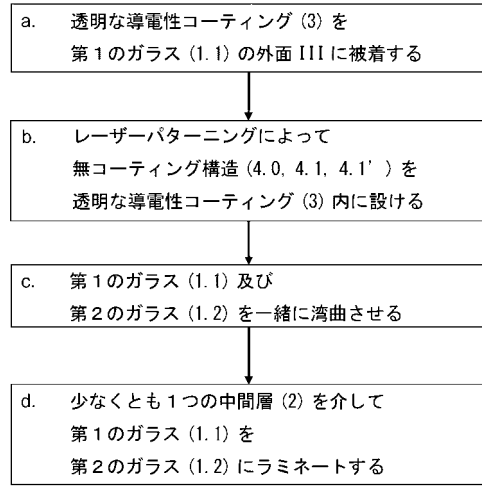 a. 透明な導電性コーティング(3)を
第１のガラス(1.1)の外面IIIに被着する
b. レーザーパターニングによって
無コーティング構造(4.0, 4.1, 4.1')を
透明な導電性コーティング(3)内に設ける
c. 第１のガラス(1.1)及び
第２のガラス(1.2)を一緒に湾曲させる
d. 少なくとも１つの中間層(2)を介して
第１のガラス(1.1)を
第２のガラス(1.2)にラミネートする